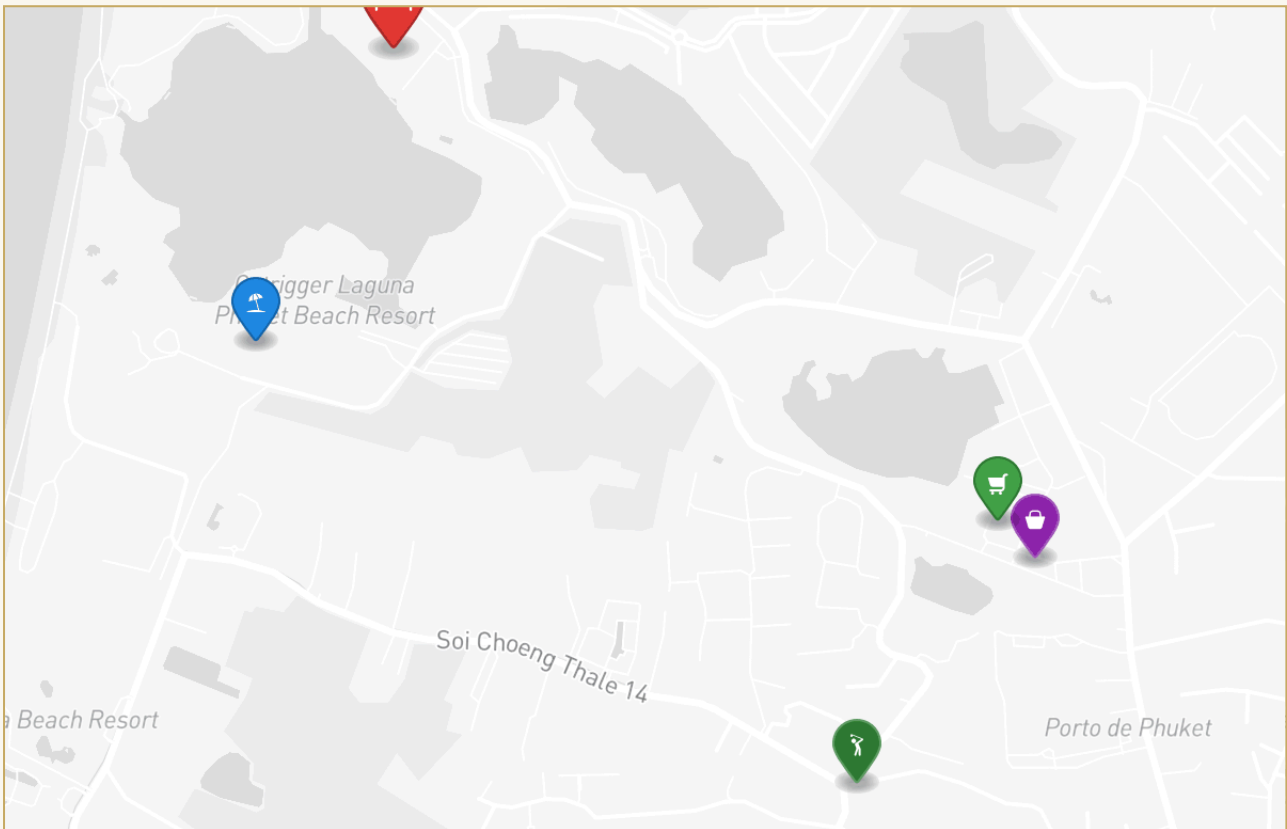 Laguna
Beach Resort
Soi Choeng Thale 14
Beach Resort
Porto de Phuket